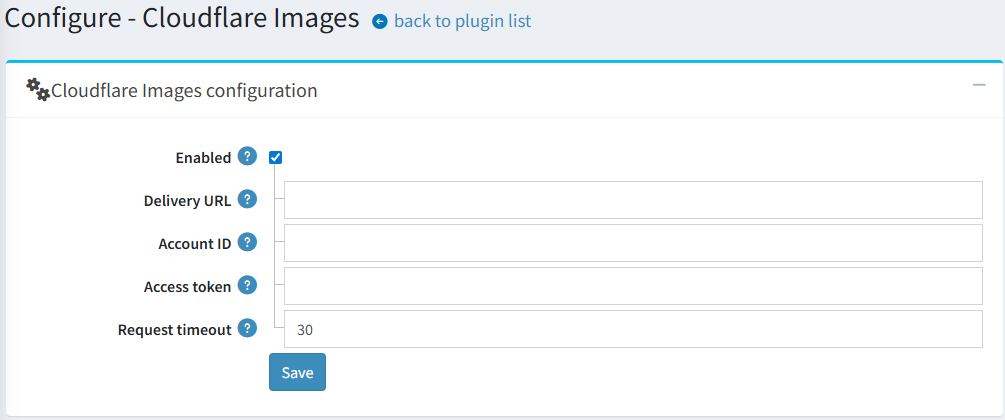 Configure - Cloudflare Images back to plugin list
Cloudflare Images configuration
Enabled ?
Delivery URL ?
Account ID ?
Access token ?
Request timeout ? 30
Save